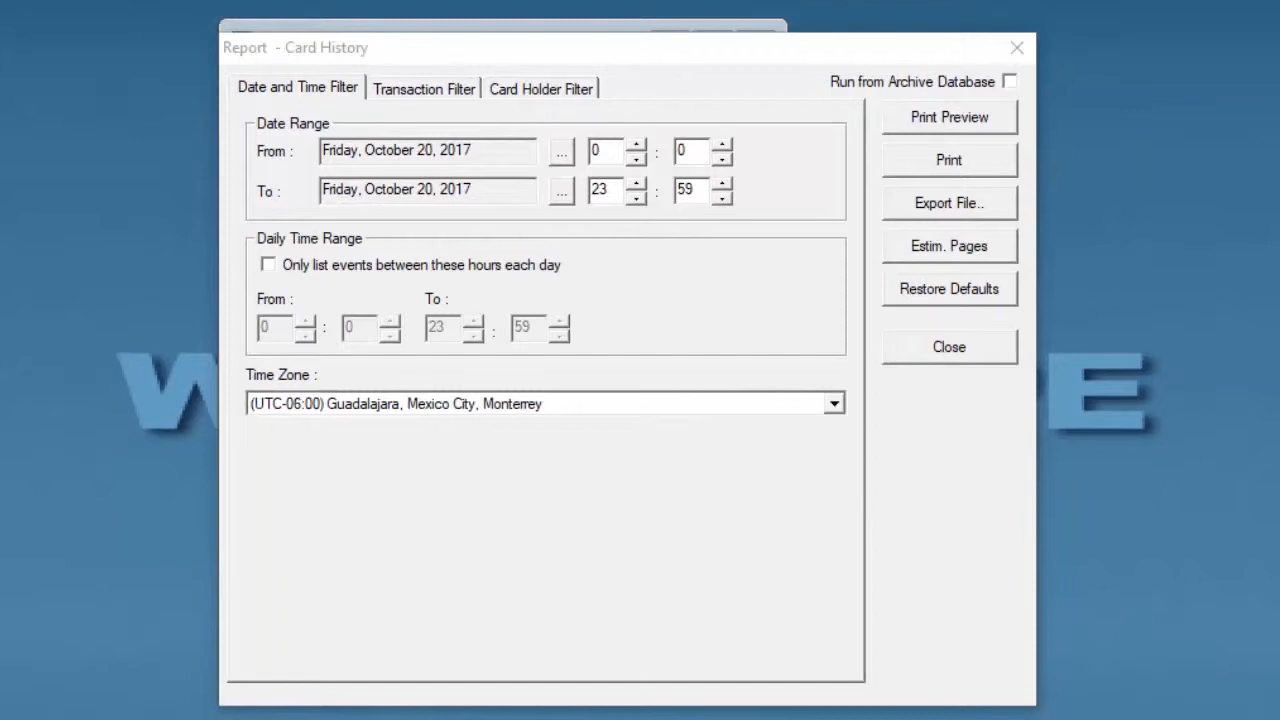 Report - Card History
Date and Time Filter
Transaction Filter
Card Holder Filter
Run from Archive Database
Date Range
From : Friday, October 20, 2017 ... 0 : 0
To : Friday, October 20, 2017 ... 23 : 59
Daily Time Range
Only list events between these hours each day
From : To :
0 : 0 23 : 59
Time Zone :
(UTC-06:00) Guadalajara, Mexico City, Monterrey
Print Preview
Print
Export File..
Estim. Pages
Restore Defaults
Close
W
E